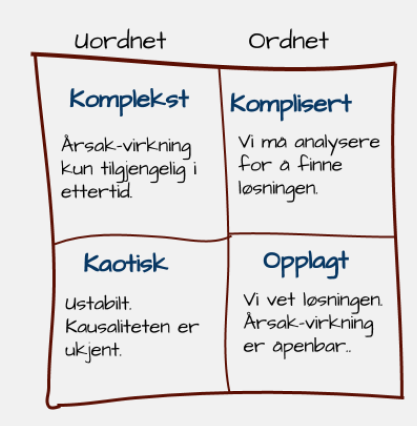 Uordnet
Ordnet
Komplekst
Årsak-virkning
kun tilgjengelig i
ettertid.
Komplisert
Vi må analysere
for å finne
løsningen.
Kaotisk
Ustabilt.
Kausaliteten er
ukjent.
Opplagt
Vi vet løsningen.
Årsak-virkning
er åpenbar..